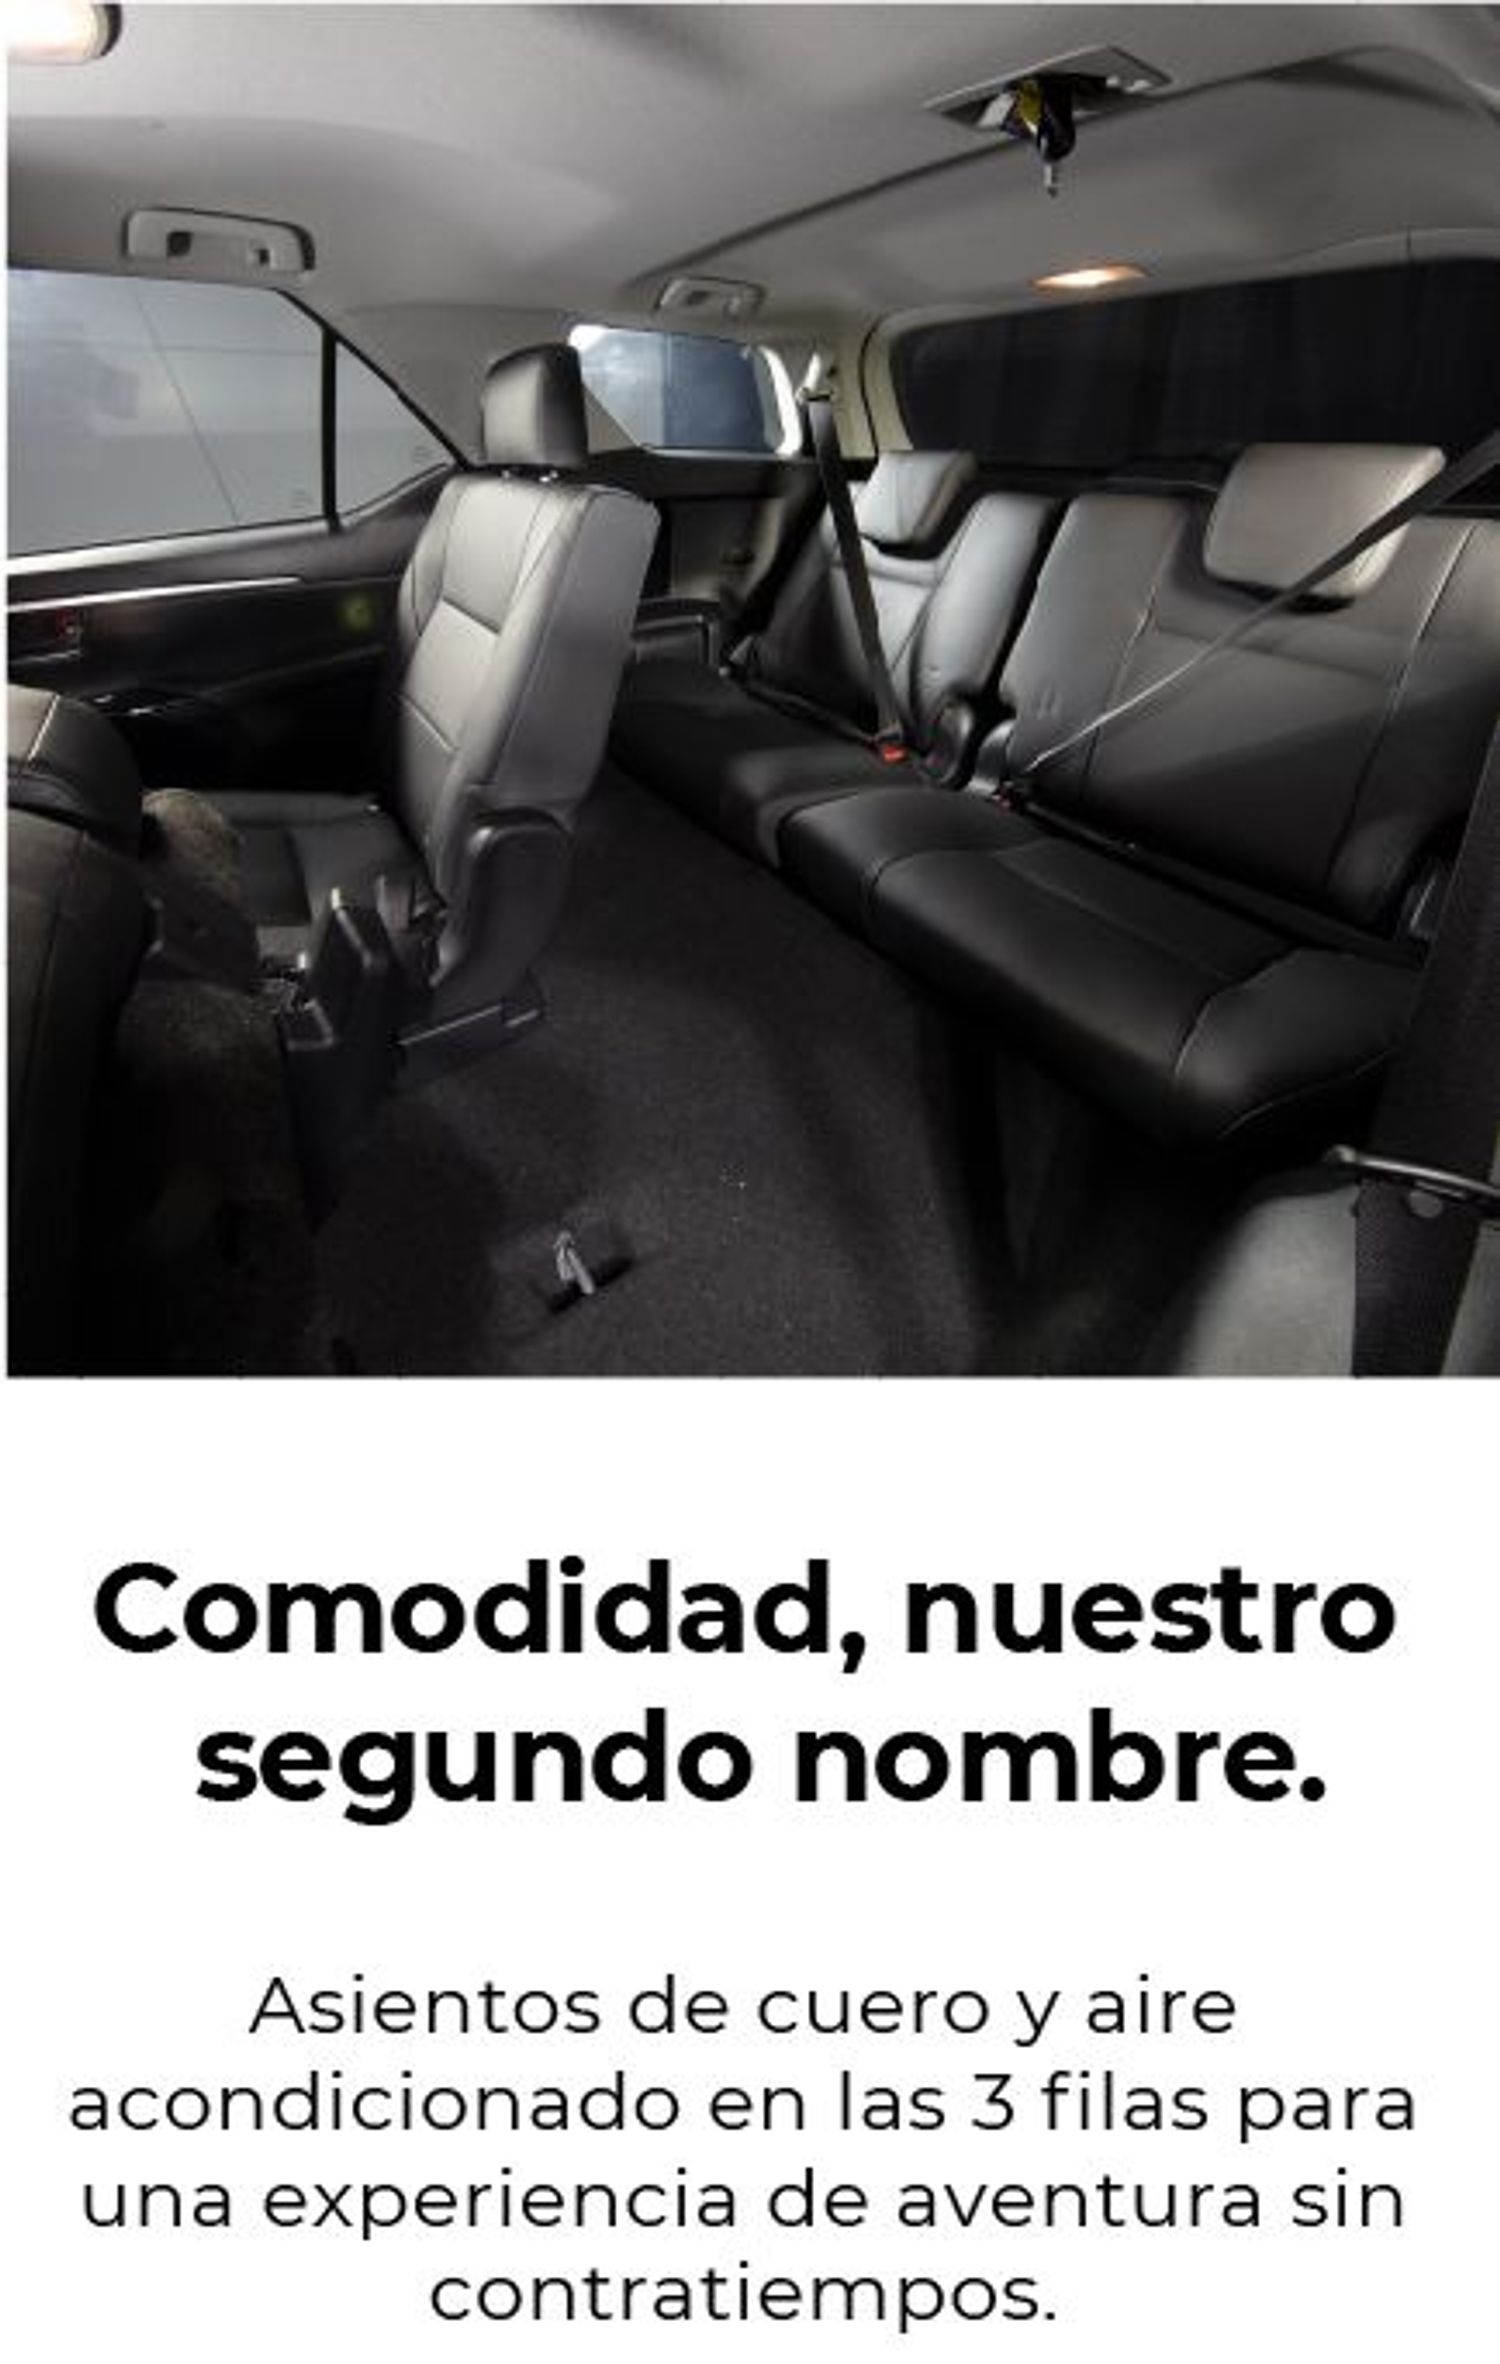 Comodidad, nuestro
segundo nombre.
Asientos de cuero y aire
acondicionado en las 3 filas para
una experiencia de aventura sin
contratiempos.